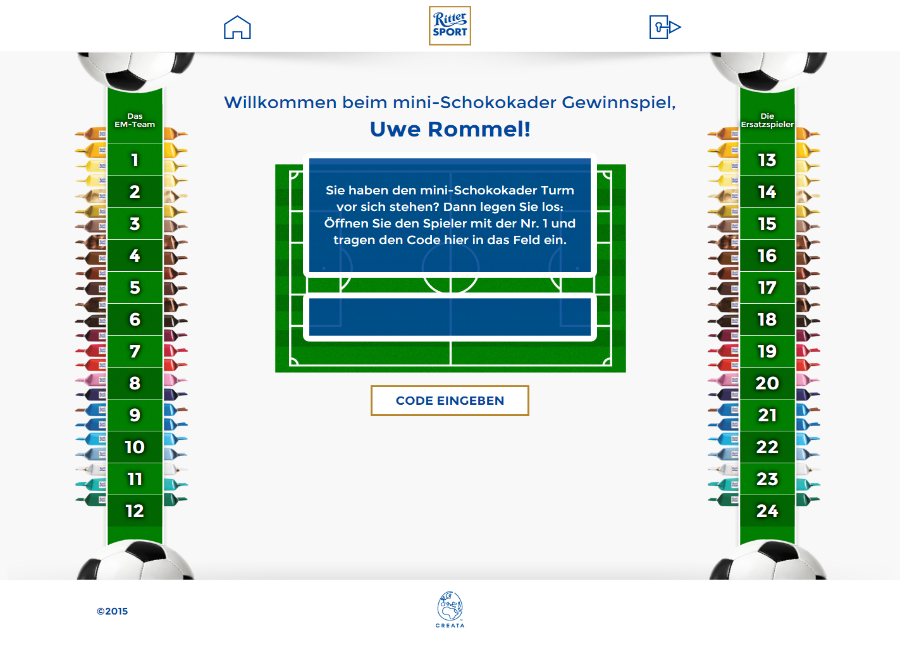 Ritter
SPORT
Willkommen beim mini-Schokokader Gewinnspiel,
Uwe Rommel!
Das
EM-Team
1
2
3
4
5
6
7
8
9
10
11
12
Sie haben den mini-Schokokader Turm
vor sich stehen? Dann legen Sie los:
Öffnen Sie den Spieler mit der Nr. 1 und
tragen den Code hier in das Feld ein.
CODE EINGEBEN
Die
Ersatzspieler
13
14
15
16
17
18
19
20
21
22
23
24
©2015
CREATA